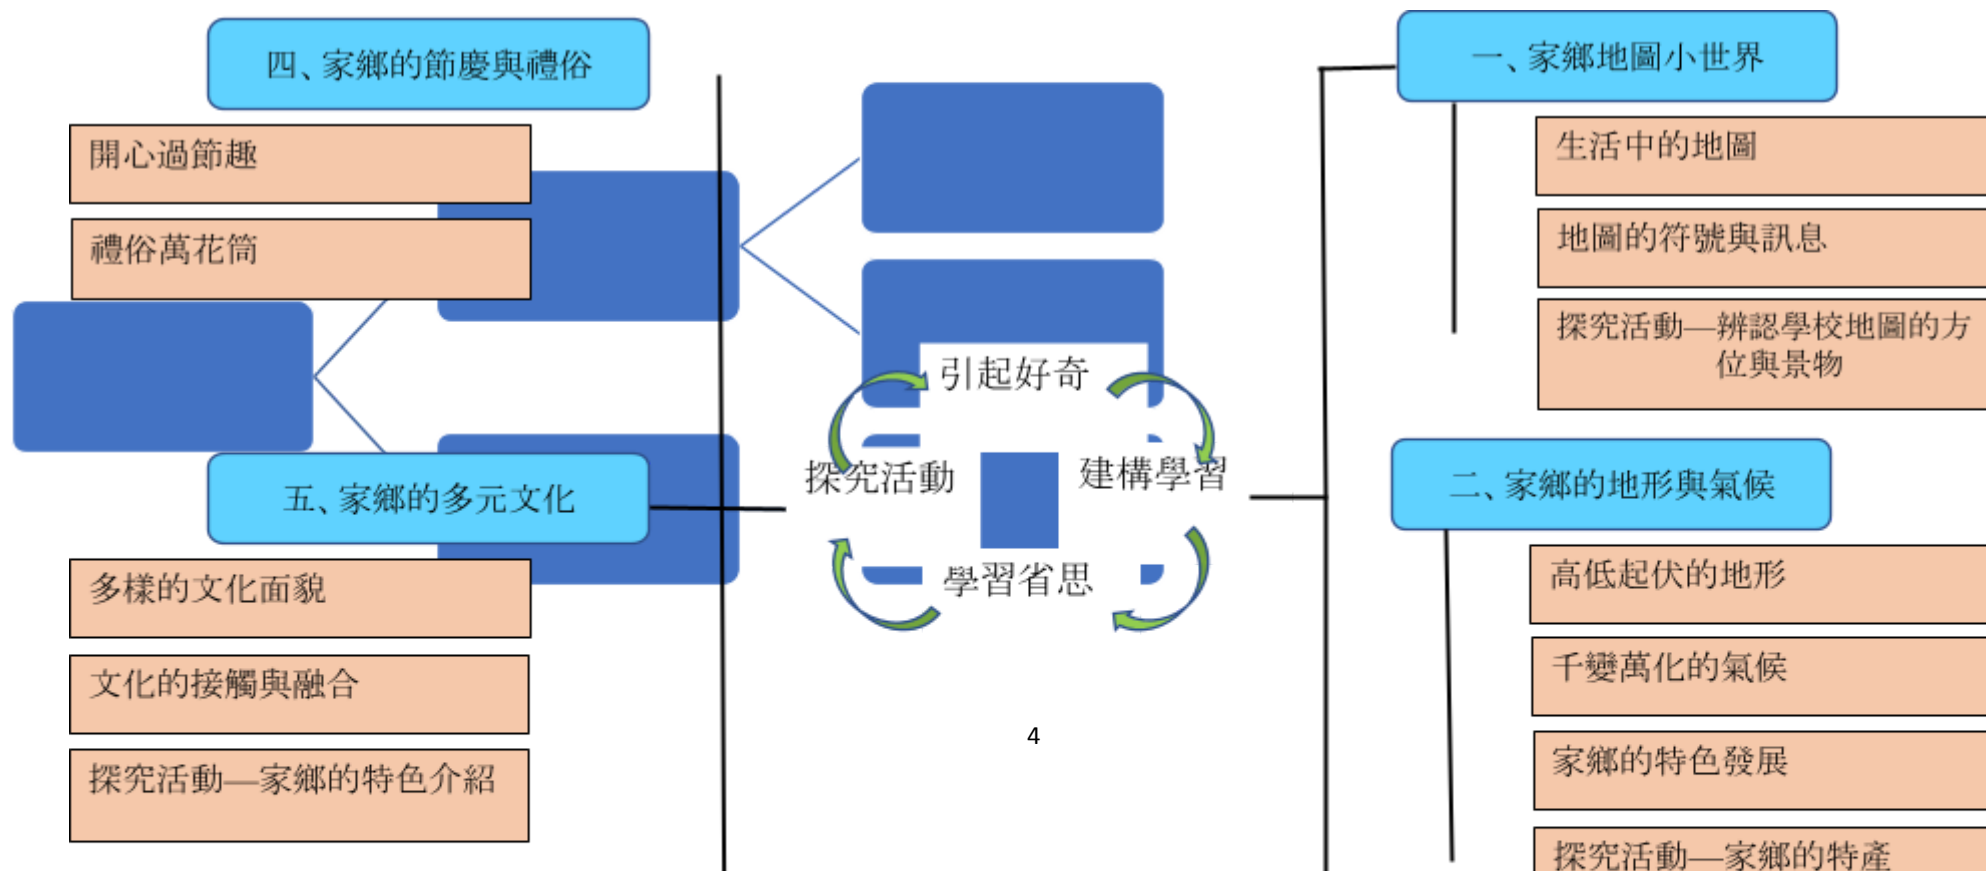 四、家鄉的節慶與禮俗
開心過節趣
禮俗萬花筒
五、家鄉的多元文化
多樣的文化面貌
文化的接觸與融合
探究活動—家鄉的特色介紹
引起好奇
探究活動
建構學習
學習省思
4
一、家鄉地圖小世界
生活中的地圖
地圖的符號與訊息
探究活動—辨認學校地圖的方
位與景物
二、家鄉的地形與氣候
高低起伏的地形
千變萬化的氣候
家鄉的特色發展
探究活動—家鄉的特產